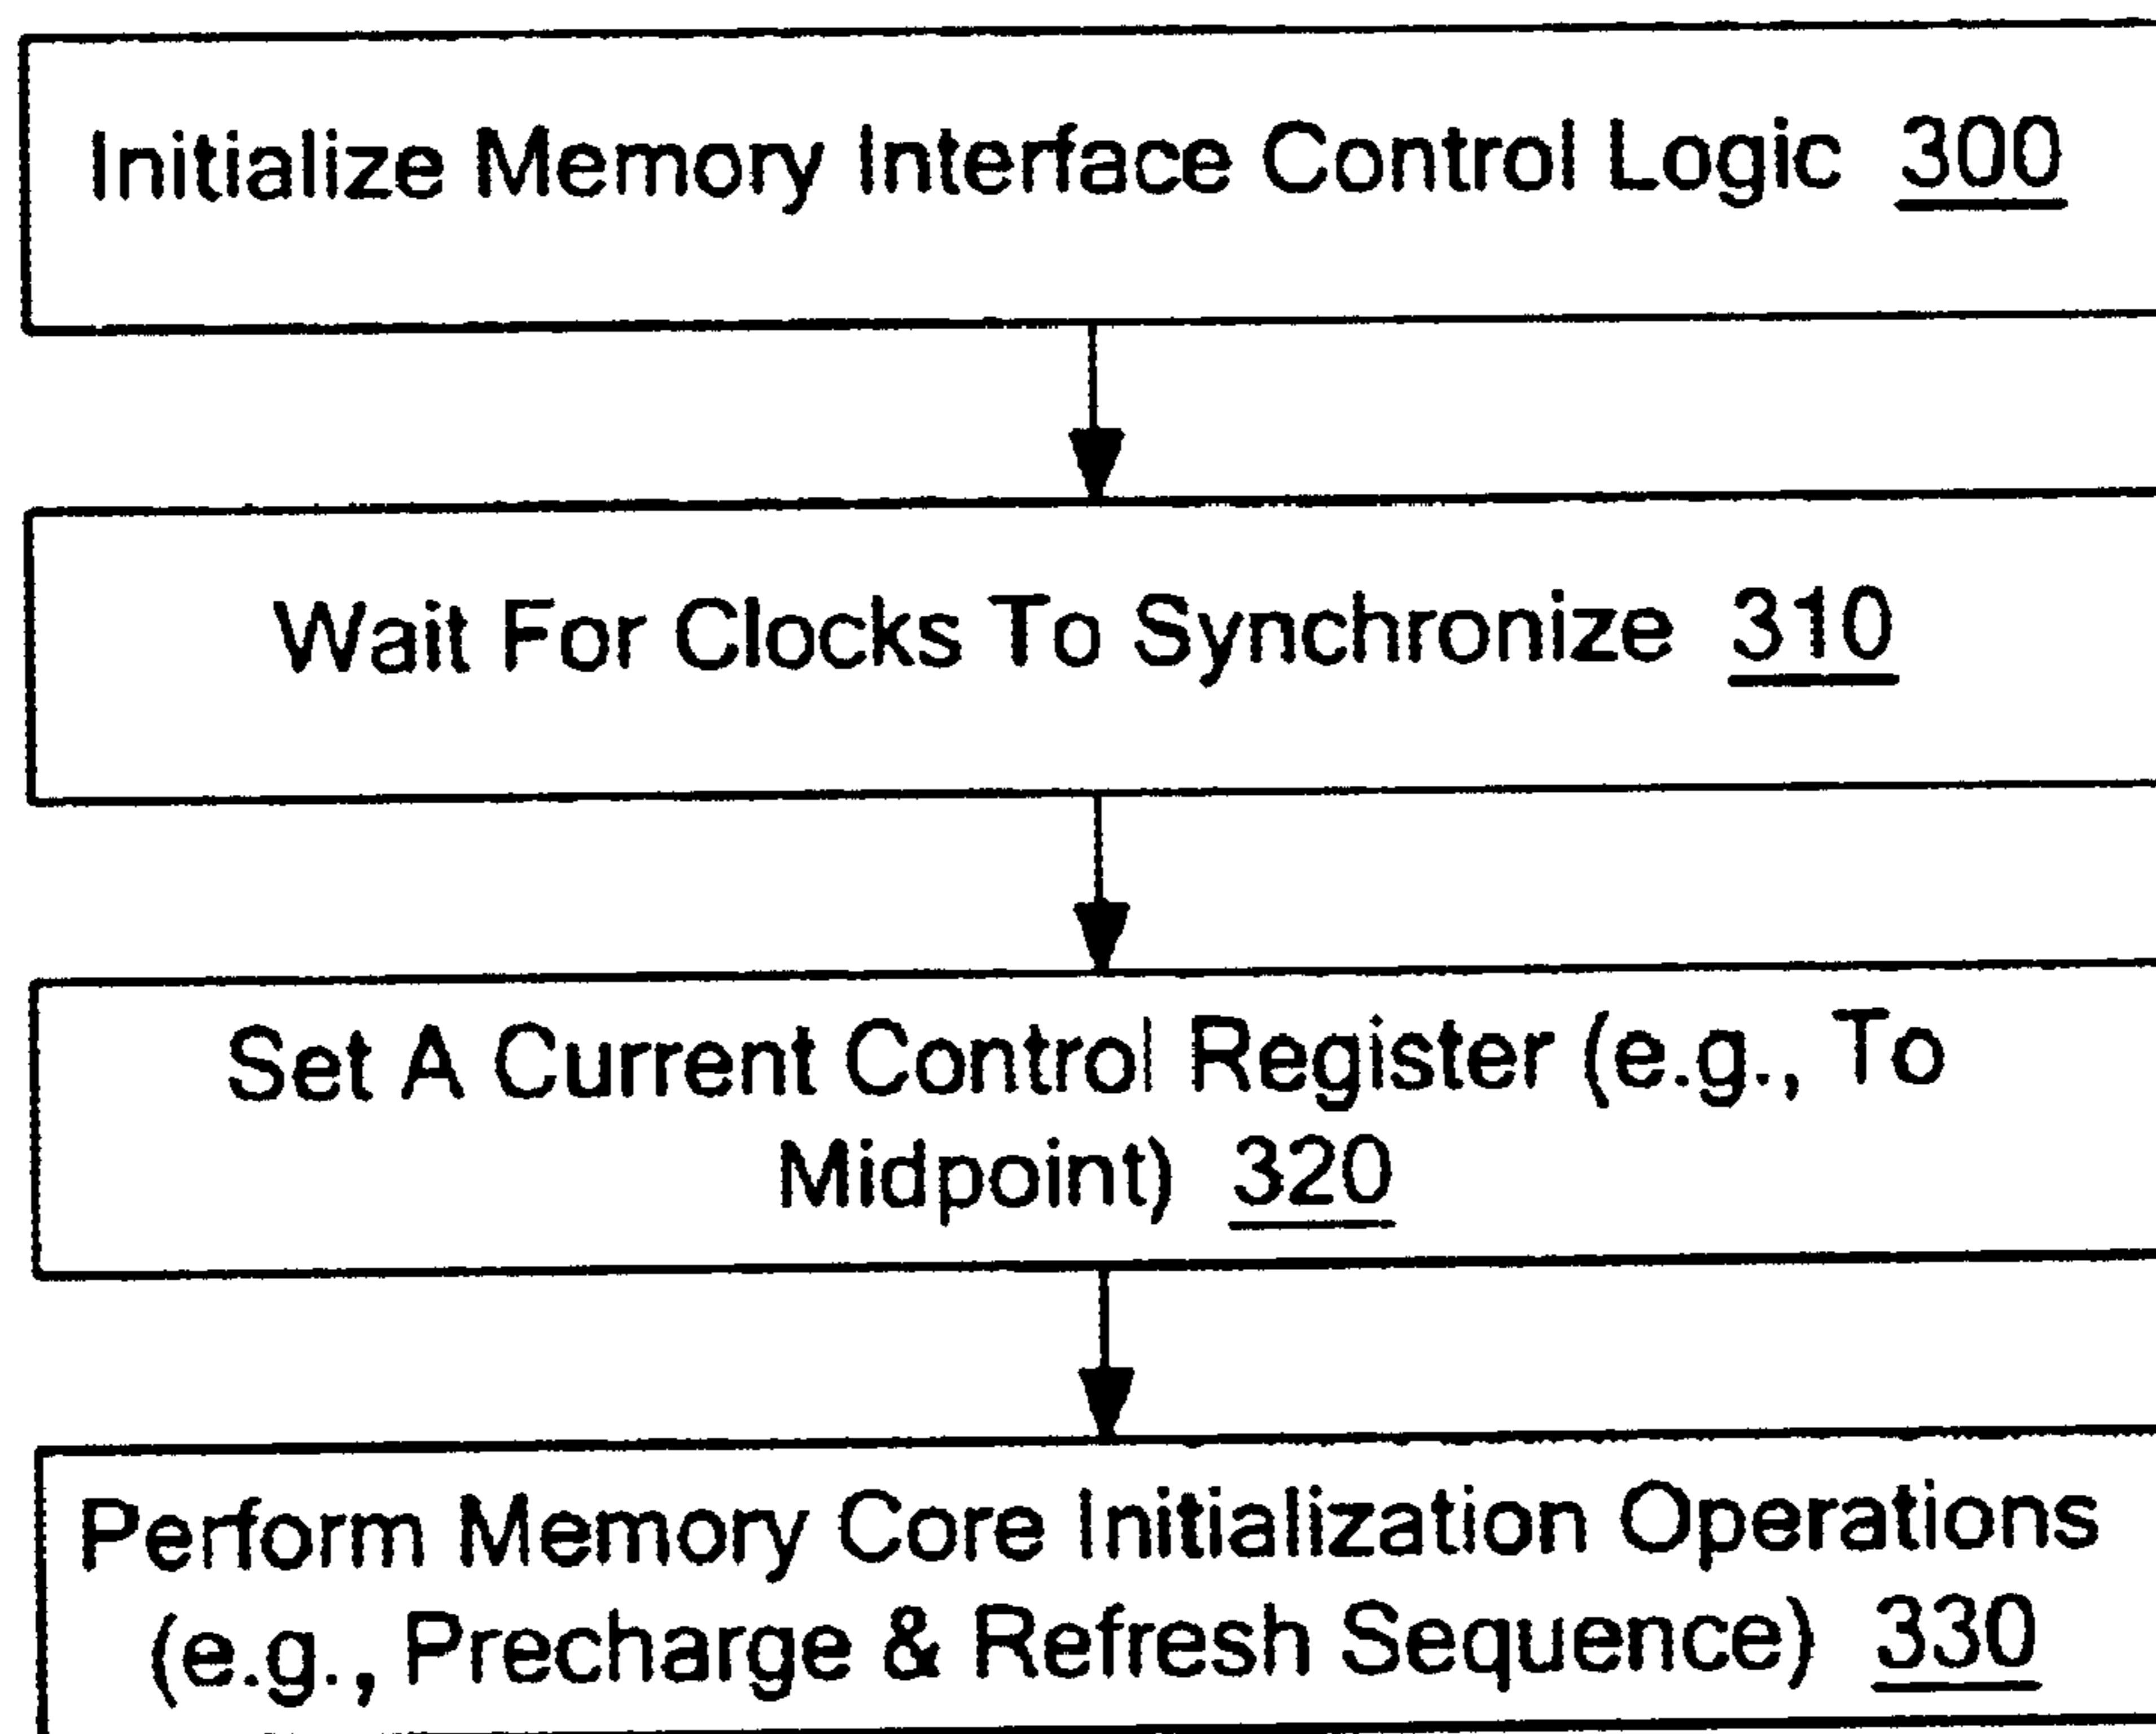 Initialize Memory Interface Control Logic 300
Wait For Clocks To Synchronize 310
Set A Current Control Register (e.g., To
Midpoint) 320
Perform Memory Core Initialization Operations
(e.g., Precharge & Refresh Sequence) 330